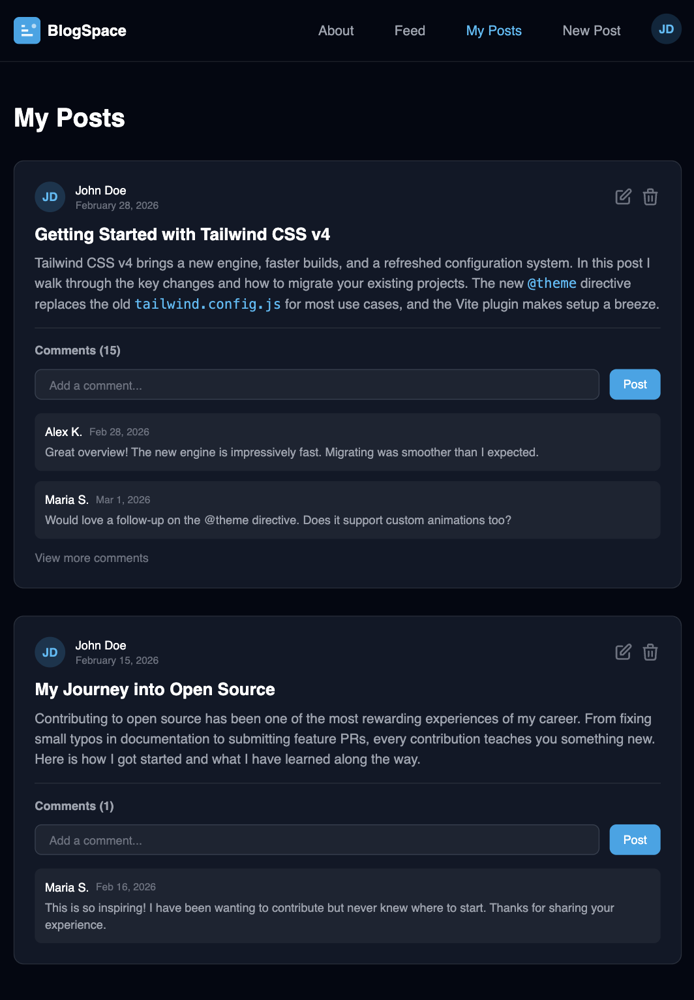 BlogSpace
About
Feed
My Posts
New Post
JD
My Posts
JD
John Doe
February 28, 2026
Getting Started with Tailwind CSS v4
Tailwind CSS v4 brings a new engine, faster builds, and a refreshed configuration system. In this post I
walk through the key changes and how to migrate your existing projects. The new @theme directive
replaces the old tailwind.config.js for most use cases, and the Vite plugin makes setup a breeze.
Comments (15)
Add a comment...
Post
Alex K. Feb 28, 2026
Great overview! The new engine is impressively fast. Migrating was smoother than I expected.
Maria S. Mar 1, 2026
Would love a follow-up on the @theme directive. Does it support custom animations too?
View more comments
JD
John Doe
February 15, 2026
My Journey into Open Source
Contributing to open source has been one of the most rewarding experiences of my career. From fixing
small typos in documentation to submitting feature PRs, every contribution teaches you something new.
Here is how I got started and what I have learned along the way.
Comments (1)
Add a comment...
Post
Maria S. Feb 16, 2026
This is so inspiring! I have been wanting to contribute but never knew where to start. Thanks for sharing your
experience.